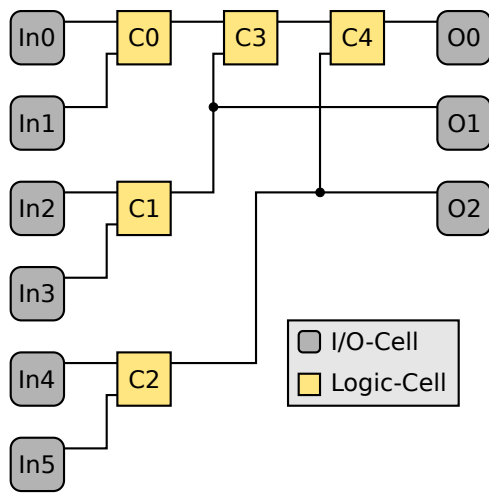 In0 C0 C3 C4 O0
In1 O1
In2 C1 O2
In3
I/O-Cell
In4 C2 Logic-Cell
In5